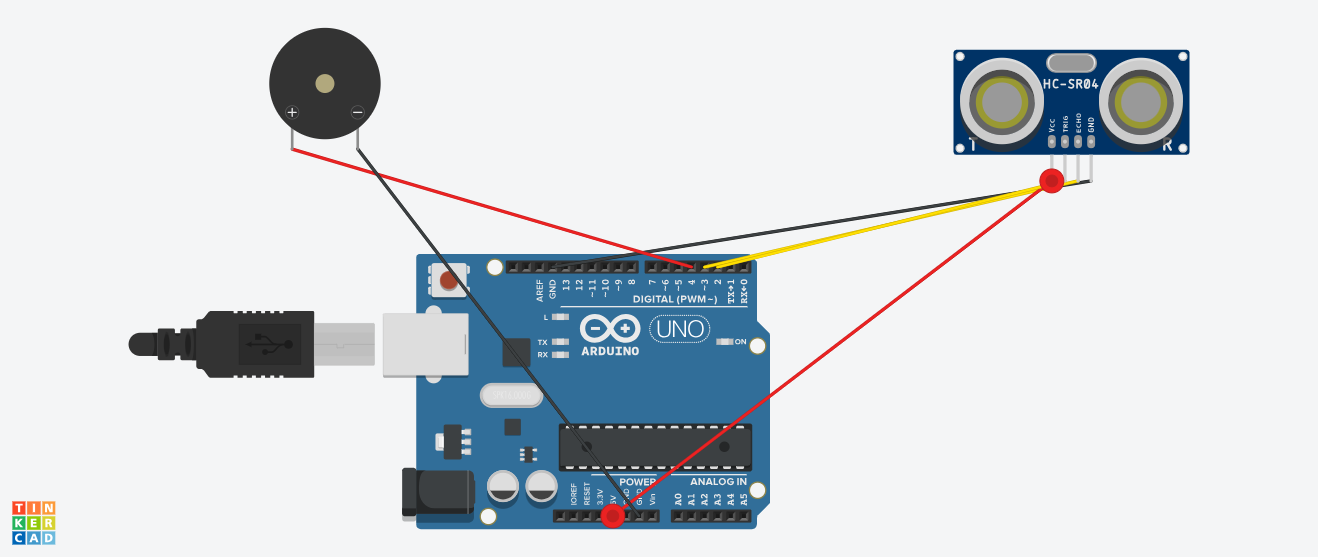 + −
HC-SR04
VCC TRIG ECHO GND
T R
AREF GND 13 12 ~11 ~10 ~9 8 7 ~6 ~5 4 ~3 2 TX→1 RX←0
DIGITAL (PWM~)
L
TX
RX
UNO
ON
ARDUINO
POWER
ANALOG IN
IOREF RESET 3.3V 5V GND Vin A0 A1 A2 A3 A4 A5
TIN
KER
CAD